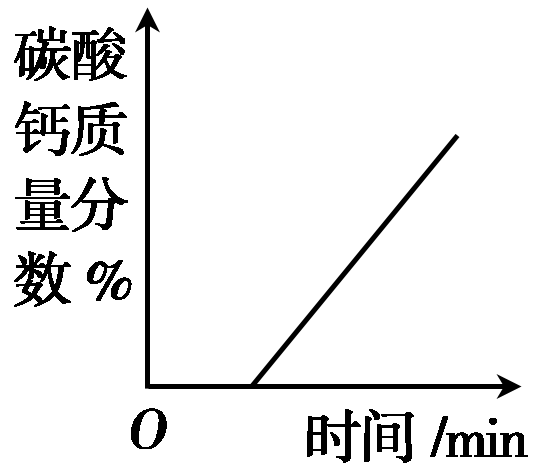 碳酸
钙质
量分
数 %
O
时间 /min